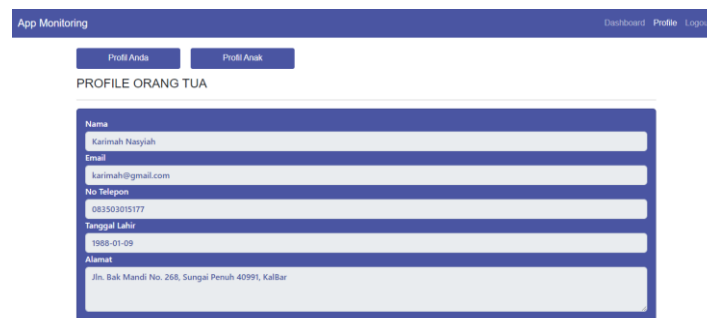 App Monitoring Dashboard Profile Logou
Profil Anda Profil Anak
PROFILE ORANG TUA
Nama
Karimah Nasyiah
Email
karimah@gmail.com
No Telepon
083503015177
Tanggal Lahir
1988-01-09
Alamat
Jln. Bak Mandi No. 268, Sungai Penuh 40991, KalBar